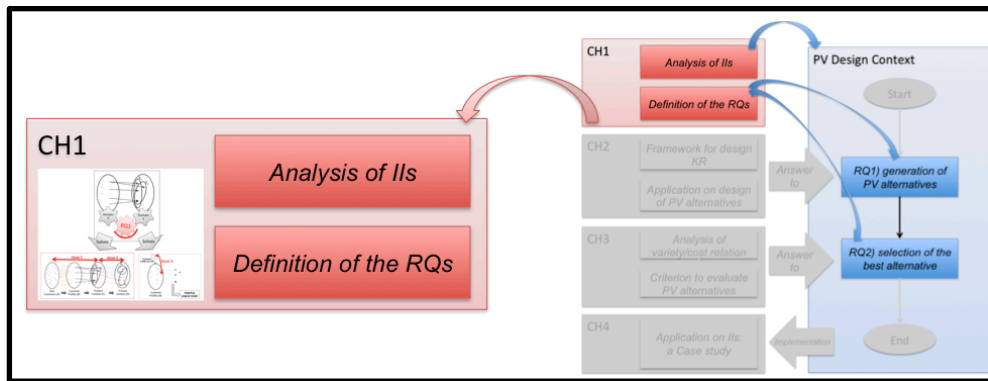 CH1
Analysis of IIs
Definition of the RQs
RQ1
CH1
Analysis of IIs
Definition of the RQs
CH2
Framework for design
KR
Application on design
of PV alternatives
Answer
to
CH3
Analysis of
variety/cost relation
Criterion to evaluate
PV alternatives
Answer
to
CH4
Application on IIs:
a Case study
Implementation
PV Design Context
Start
RQ1) generation of
PV alternatives
RQ2) selection of the
best alternative
End